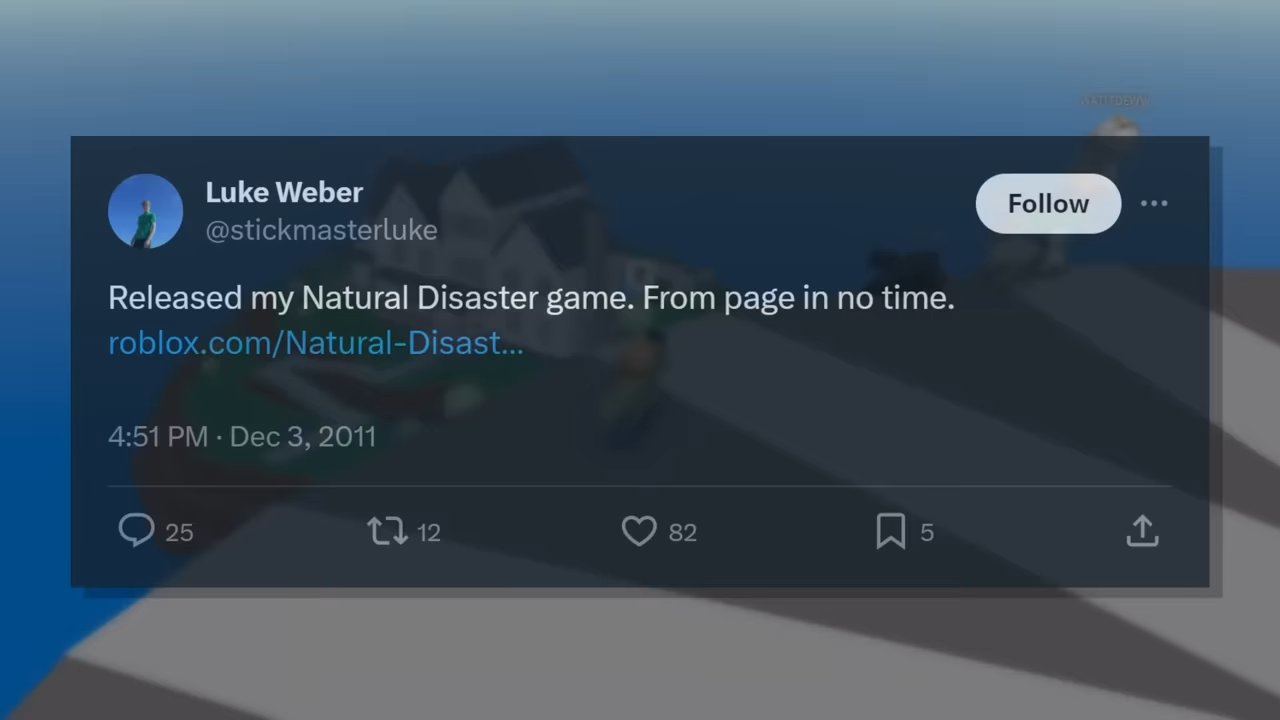 Luke Weber
@stickmasterluke
Follow
Released my Natural Disaster game. From page in no time.
roblox.com/Natural-Disast...
4:51 PM · Dec 3, 2011
25 12 82 5